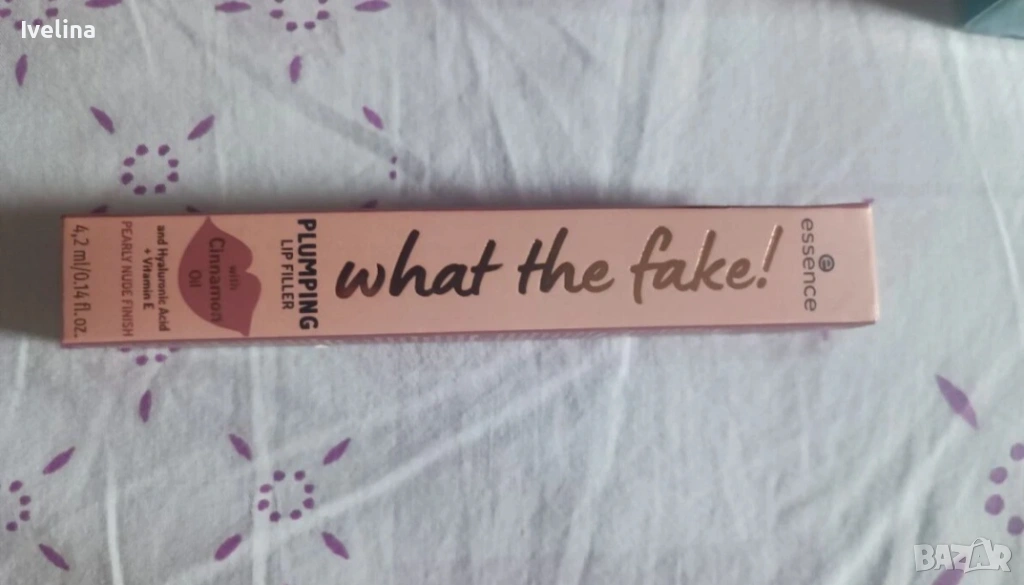 Ivelina
essence
what the fake!
PLUMPING
LIP FILLER
with
Cinnamon
Oil
and Hyaluronic Acid
+ Vitamin E
PEARLY NUDE FINISH
4,2 ml/0.14 fl.oz.
BAZAR